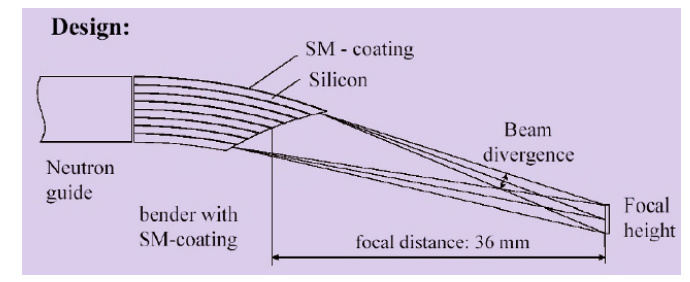 Design:
SM - coating
Silicon
Beam
divergence
Neutron
guide
bender with
SM-coating
focal distance: 36 mm
Focal
height